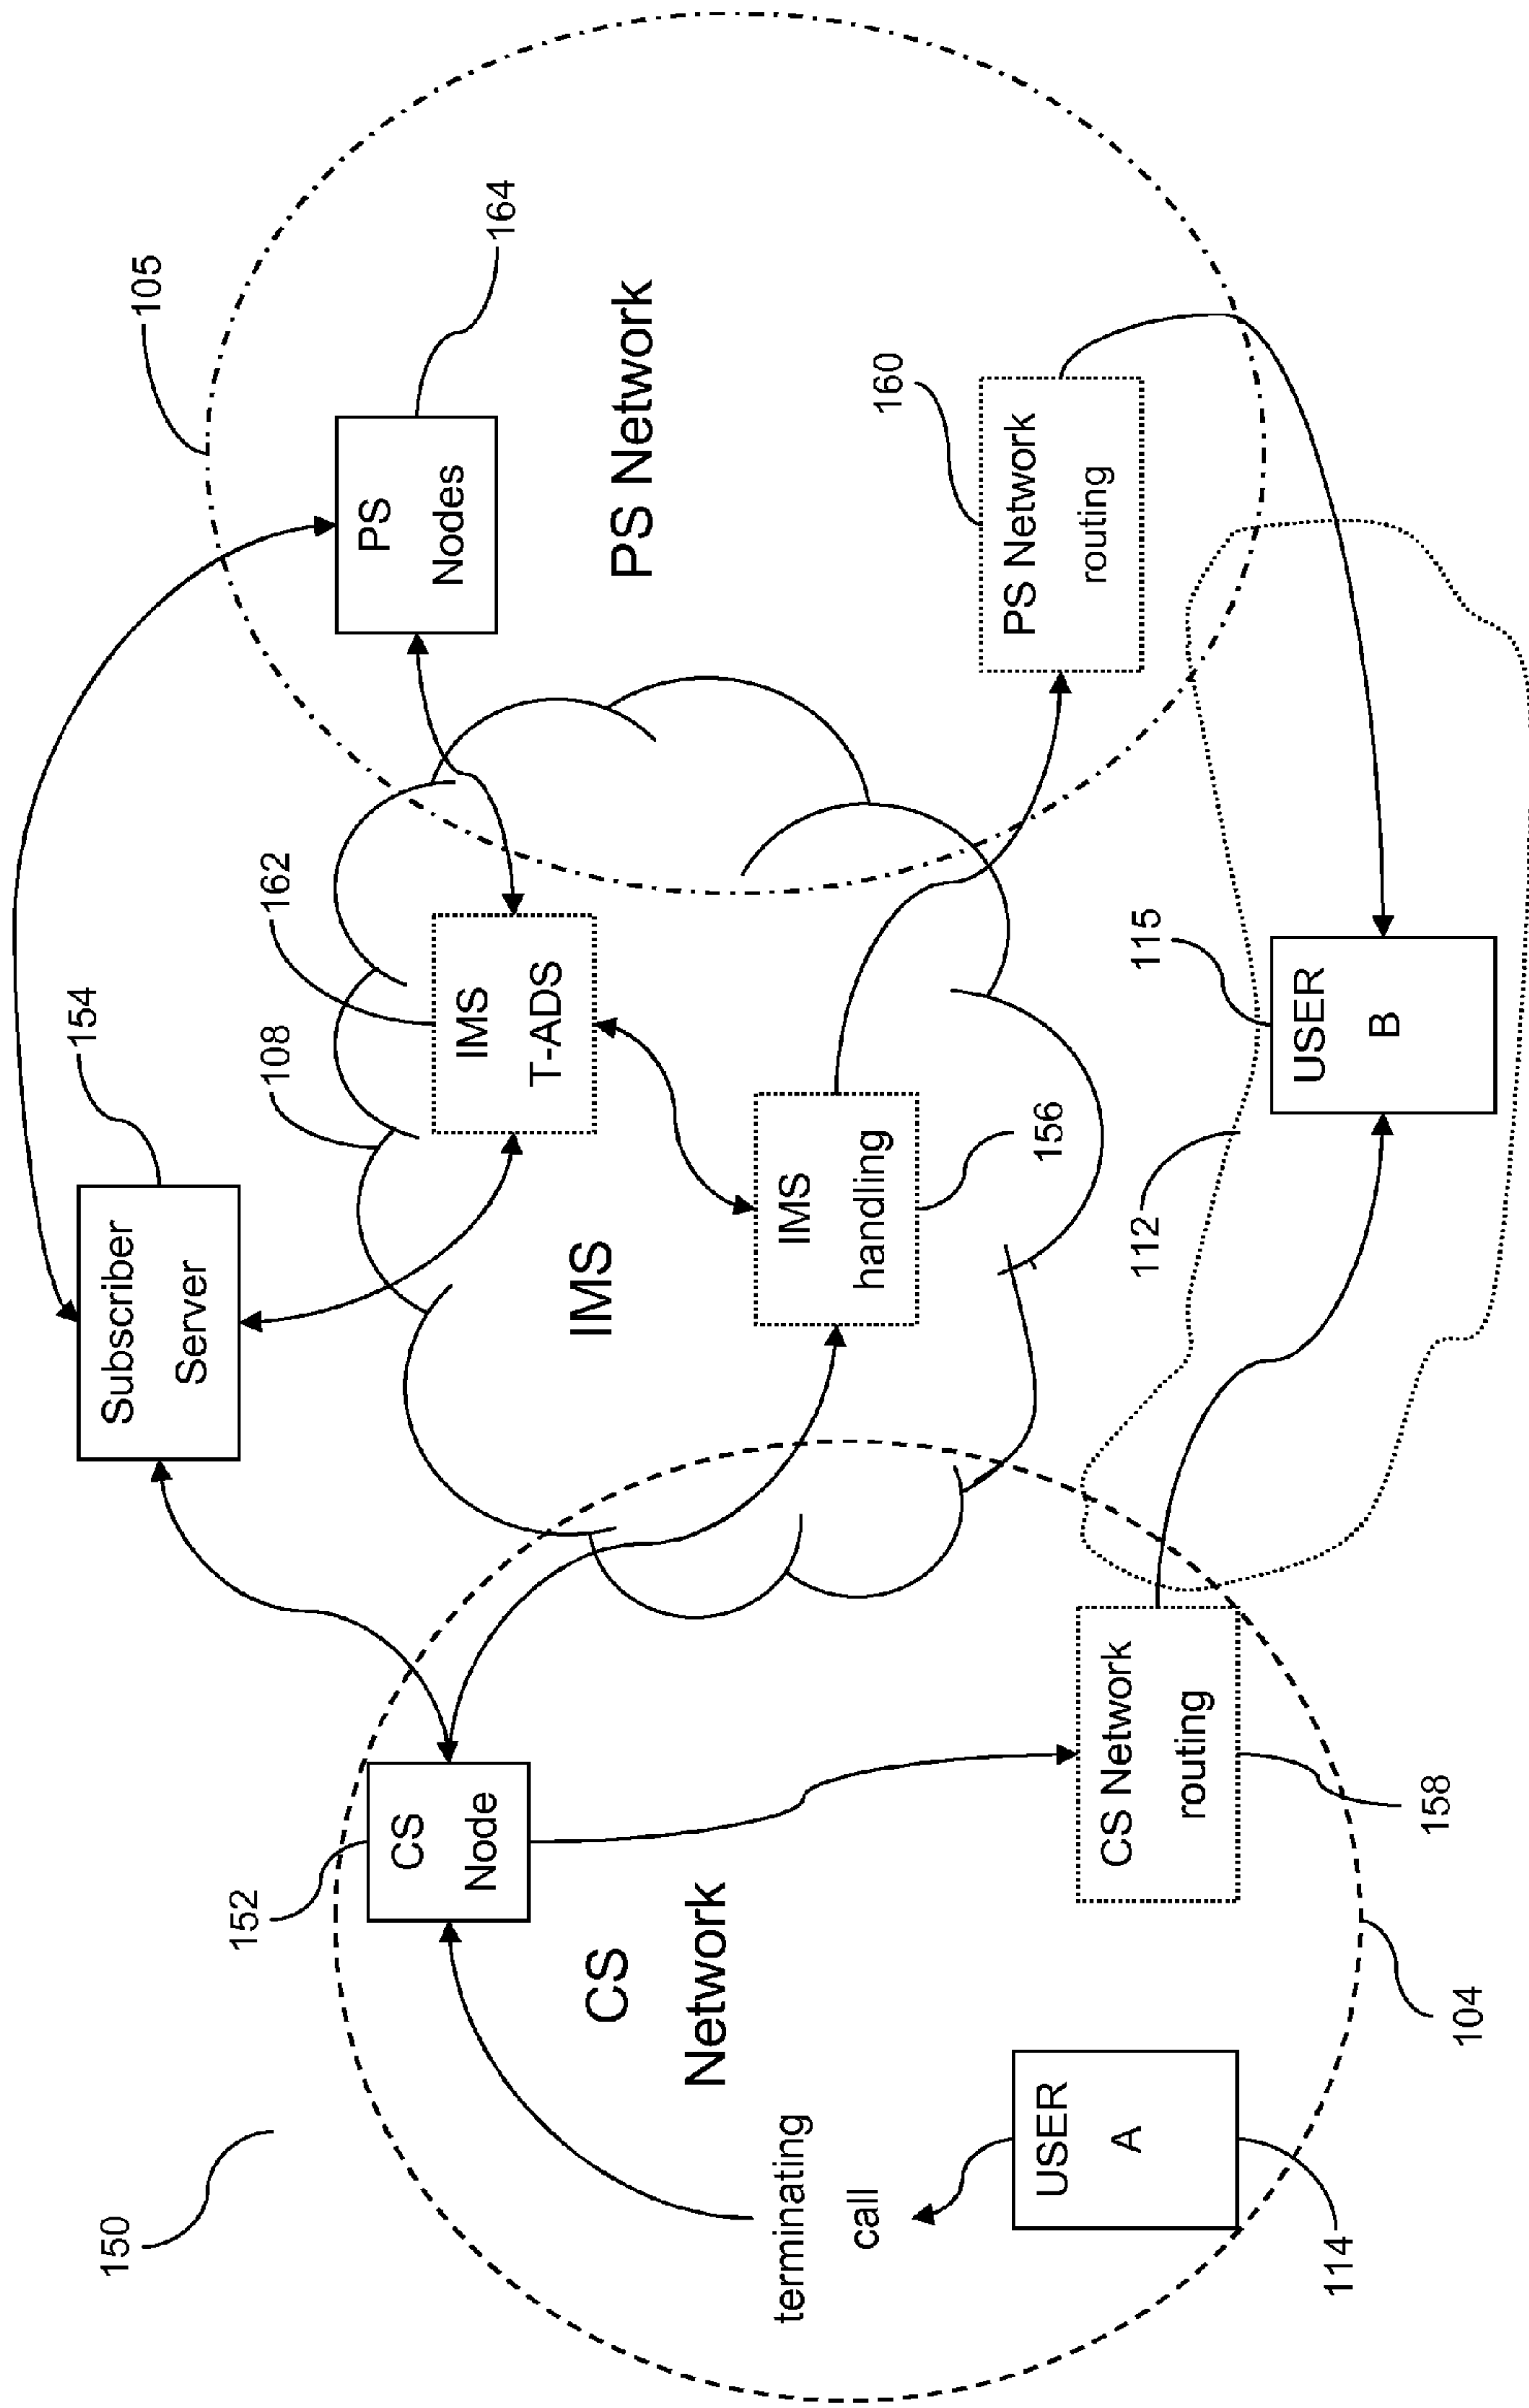 150
105
154
Subscriber
Server
164
PS
Nodes
162
108
152
CS
Node
IMS
T-ADS
IMS
PS Network
CS
Network
IMS
handling
156
160
PS Network
routing
terminating
call
USER
A
114
104
CS Network
routing
158
112
115
USER
B